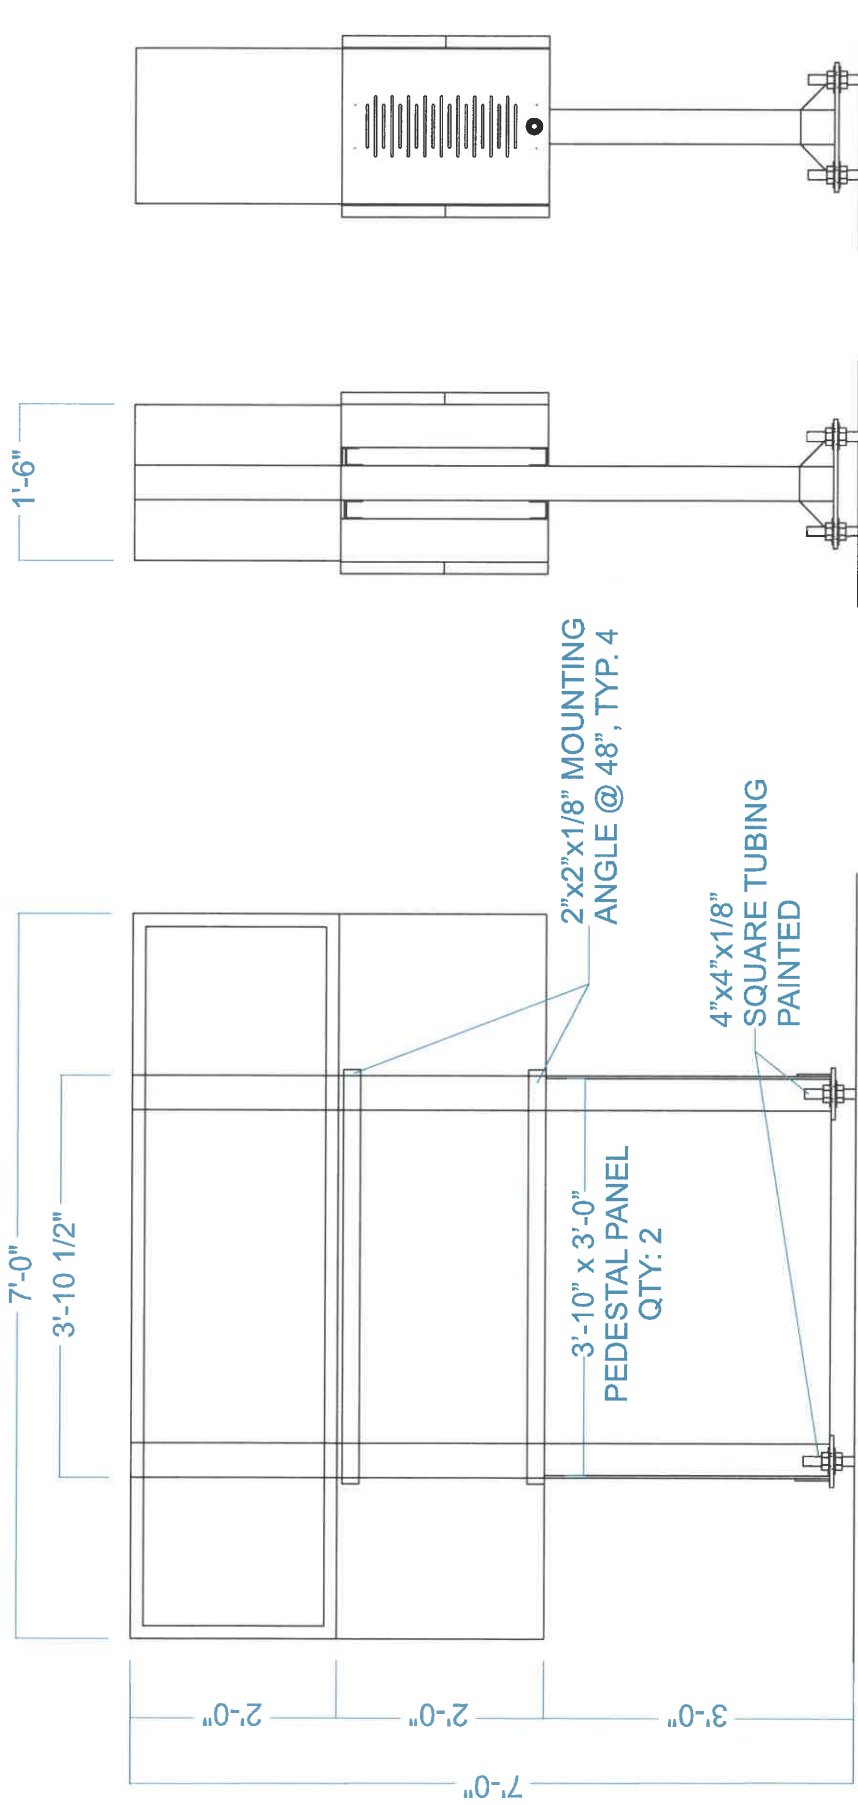 7'-0"
3'-10 1/2"
1'-6"
2'-0"
2'-0"
3'-0"
7'-0"
2"x2"x1/8" MOUNTING
ANGLE @ 48", TYP. 4
3'-10" x 3'-0"
PEDESTAL PANEL
QTY: 2
4"x4"x1/8"
SQUARE TUBING
PAINTED